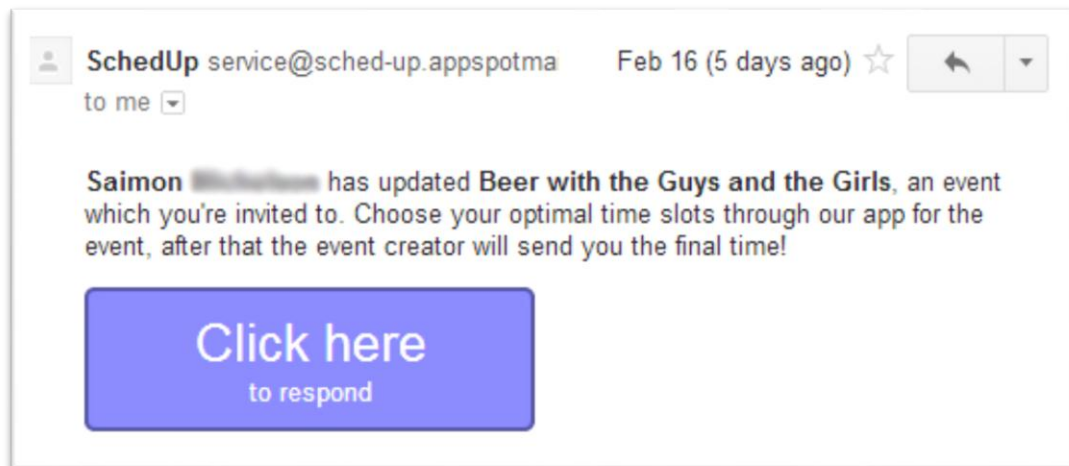 SchedUp service@sched-up.appspotma Feb 16 (5 days ago)
to me
Saimon has updated Beer with the Guys and the Girls, an event
which you're invited to. Choose your optimal time slots through our app for the
event, after that the event creator will send you the final time!
Click here
to respond